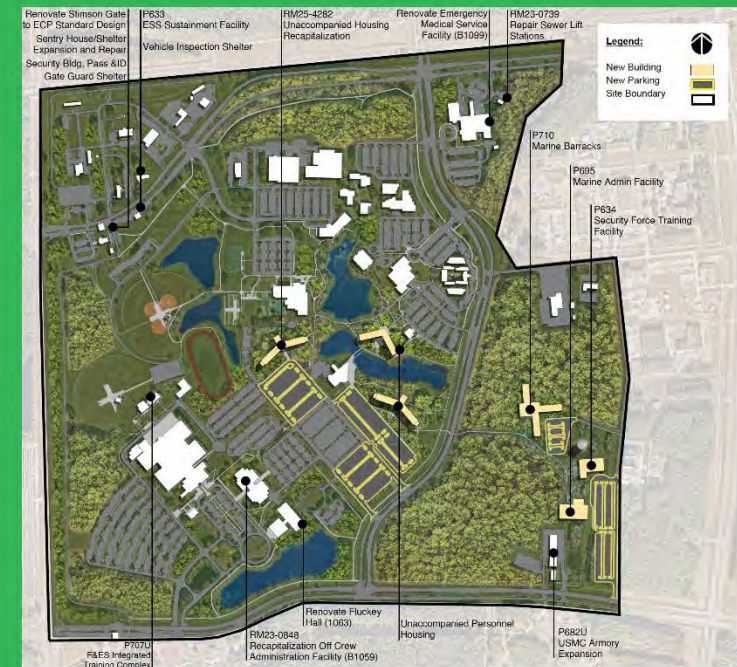 Renovate Stimson Gate
to ECP Standard Design
Sentry House/Shelter
Expansion and Repair
Security Bldg, Pass &ID
Gate Guard Shelter
P633
ESS Sustainment Facility
Vehicle Inspection Shelter
RM25-4282
Unaccompanied Housing
Recapitalization
Renovate Emergency
Medical Service
Facility (B1099)
RM23-0739
Repair Sewer Lift
Stations
Legend:
New Building
New Parking
Site Boundary
P710
Marine Barracks
P695
Marine Admin Facility
P634
Security Force Training
Facility
P707U
F&ES Integrated
Training Complex
RM23-0848
Recapitalization Off Crew
Administration Facility (B1059)
Renovate Fluckey
Hall (1063)
Unaccompanied Personnel
Housing
P682U
USMC Armory
Expansion